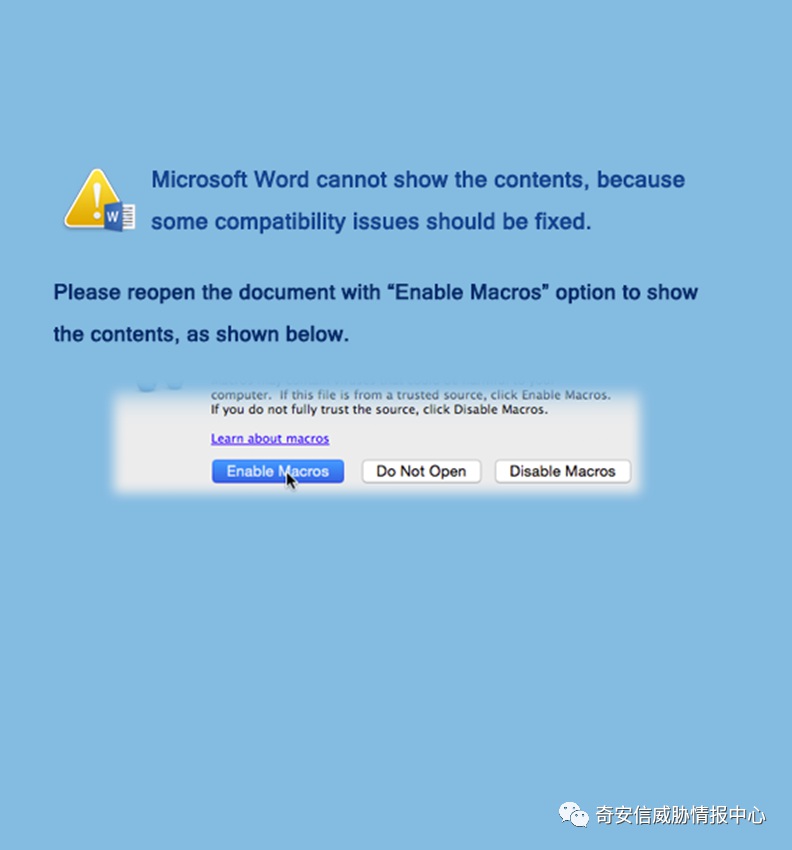 Microsoft Word cannot show the contents, because
some compatibility issues should be fixed.
Please reopen the document with “Enable Macros” option to show
the contents, as shown below.
computer. If this file is from a trusted source, click Enable Macros.
If you do not fully trust the source, click Disable Macros.
Learn about macros
Enable Macros Do Not Open Disable Macros
W
奇安信威胁情报中心